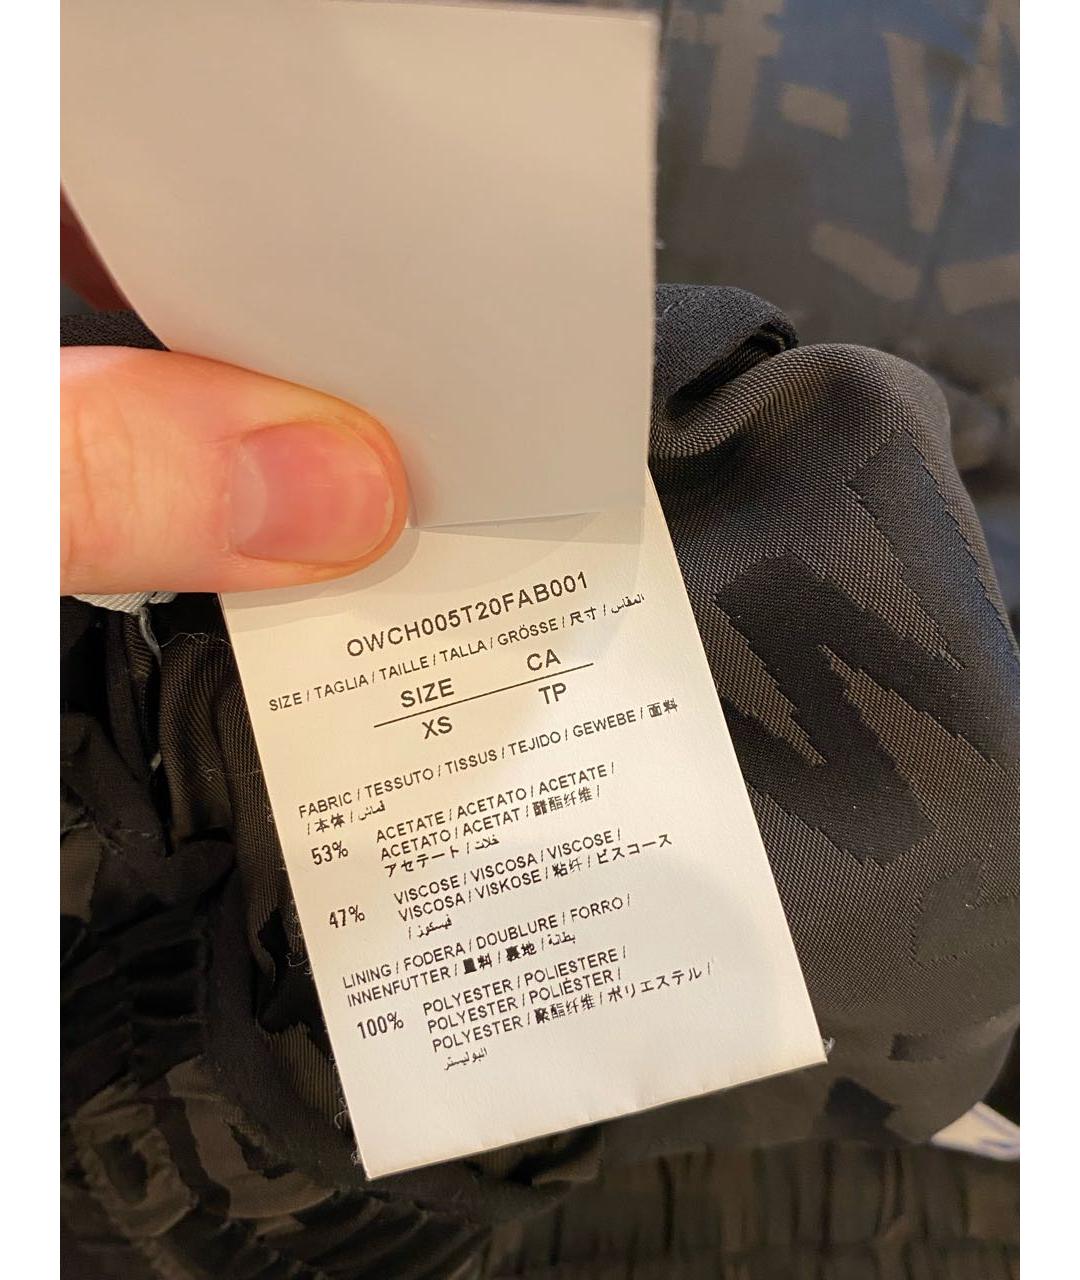 OWCH005T20FAB001
SIZE / TAGLIA / TAILLE / TALLA / GRÖSSE / 尺寸 / المقاس
SIZE CA
XS TP
FABRIC / TESSUTO / TISSUS / TEJIDO / GEWEBE / 面料
/ 本体 / قماش
53% ACETATE / ACETATO / ACETATE /
ACETATO / ACETAT / 醋酯纤维 /
アセテート / خلات
47% VISCOSE / VISCOSA / VISCOSE /
VISCOSA / VISKOSE / 粘纤 / ビスコース
/ فيسكوز
LINING / FODERA / DOUBLURE / FORRO /
INNENFUTTER / 里料 / 裏地 / بطانة
100% POLYESTER / POLIESTERE /
POLYESTER / POLIÉSTER /
POLYESTER / 聚酯纤维 / ポリエステル /
البوليستر